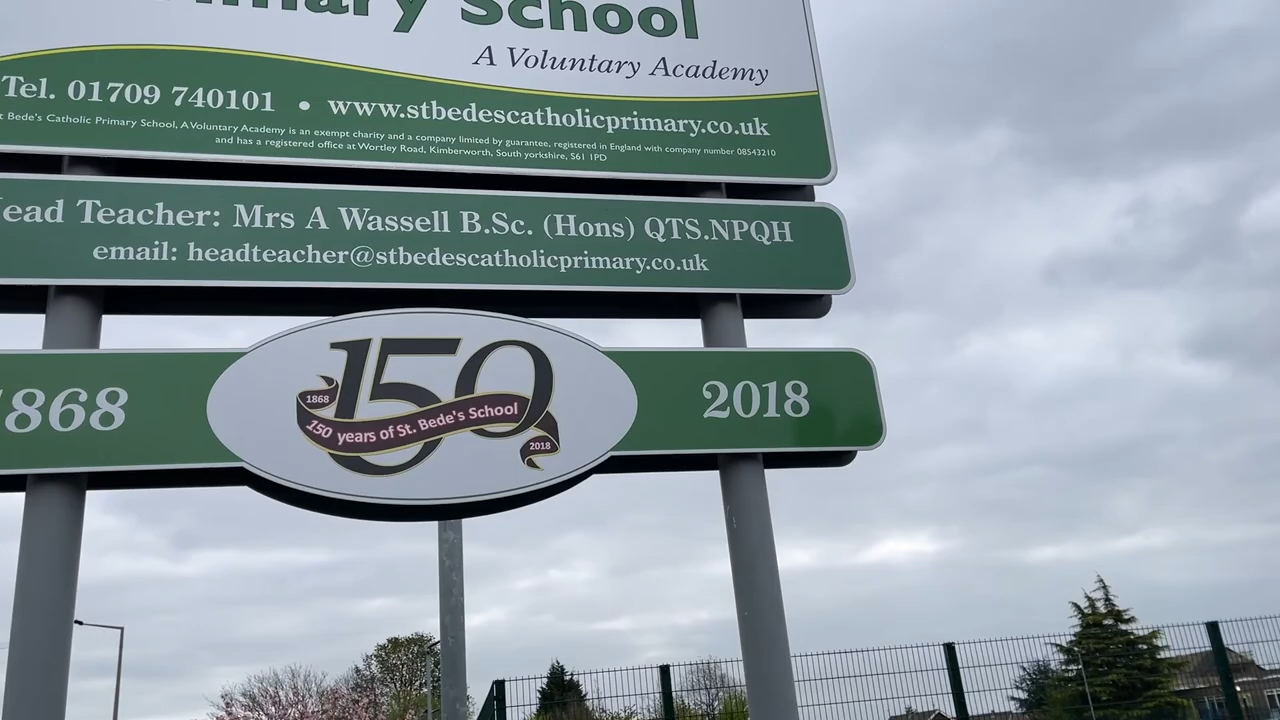 Primary School
A Voluntary Academy
Tel. 01709 740101 • www.stbedescatholicprimary.co.uk
St Bede's Catholic Primary School, A Voluntary Academy is an exempt charity and a company limited by guarantee, registered in England with company number 08543210
and has a registered office at Wortley Road, Kimberworth, South yorkshire, S61 1PD
Head Teacher: Mrs A Wassell B.Sc. (Hons) QTS.NPQH
email: headteacher@stbedescatholicprimary.co.uk
1868
150
1868
150 years of St. Bede's School
2018
2018